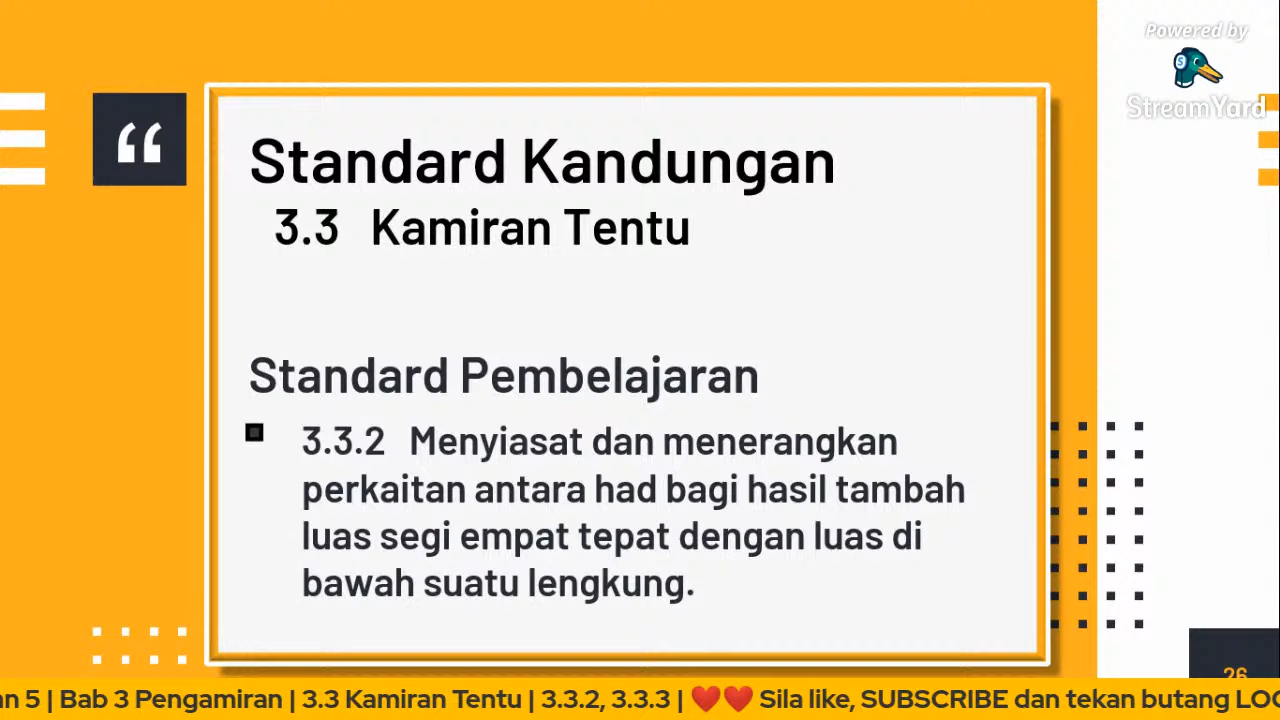 Powered by
StreamYard
“
Standard Kandungan
3.3 Kamiran Tentu
Standard Pembelajaran
3.3.2 Menyiasat dan menerangkan
perkaitan antara had bagi hasil tambah
luas segi empat tepat dengan luas di
bawah suatu lengkung.
26
5 | Bab 3 Pengamiran | 3.3 Kamiran Tentu | 3.3.2, 3.3.3 | ❤️❤️ Sila like, SUBSCRIBE dan tekan butang